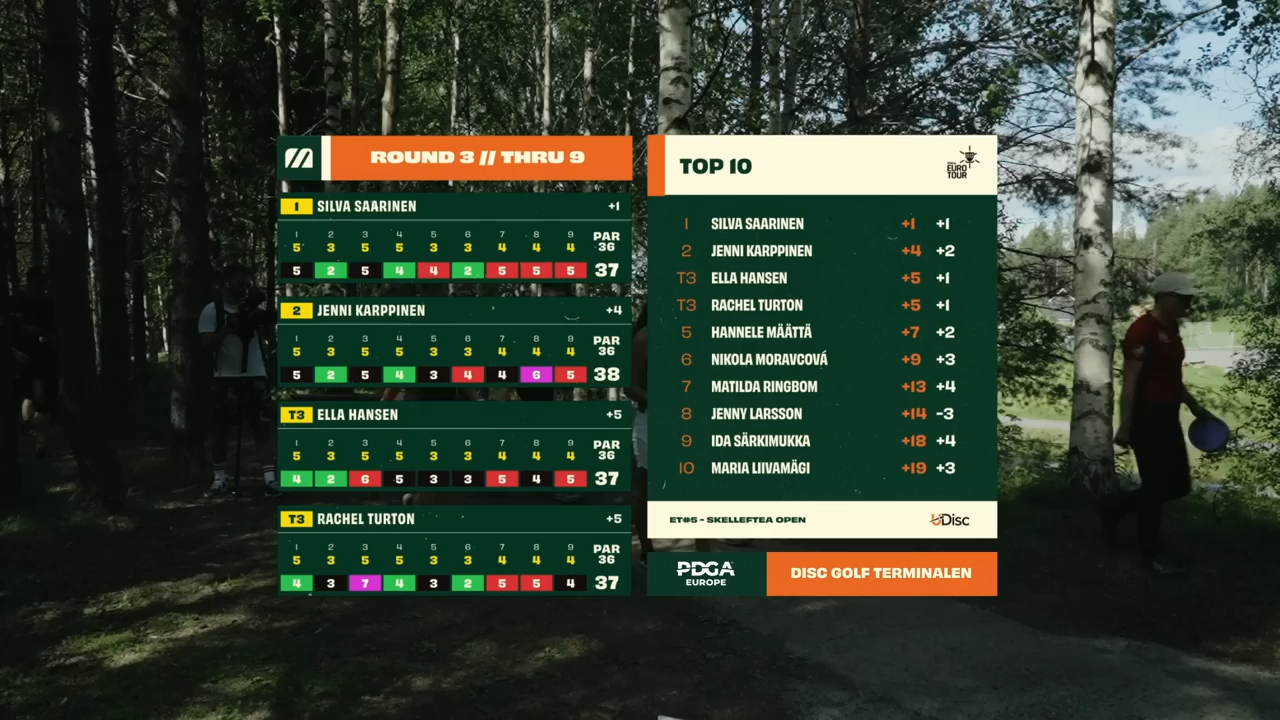 ROUND 3 // THRU 9
1 SILVA SAARINEN +1
1 2 3 4 5 6 7 8 9 PAR
5 3 5 5 3 3 4 4 4 36
5 2 5 4 4 2 5 5 5 37
2 JENNI KARPPINEN +4
1 2 3 4 5 6 7 8 9 PAR
5 3 5 5 3 3 4 4 4 36
5 2 5 4 3 4 4 6 5 38
T3 ELLA HANSEN +5
1 2 3 4 5 6 7 8 9 PAR
5 3 5 5 3 3 4 4 4 36
4 2 6 5 3 3 5 4 5 37
T3 RACHEL TURTON +5
1 2 3 4 5 6 7 8 9 PAR
5 3 5 5 3 3 4 4 4 36
4 3 7 4 3 2 5 5 4 37
TOP 10
EURO
TOUR
1 SILVA SAARINEN +1 +1
2 JENNI KARPPINEN +4 +2
T3 ELLA HANSEN +5 +1
T3 RACHEL TURTON +5 +1
5 HANNELE MÄÄTTÄ +7 +2
6 NIKOLA MORAVCOVÁ +9 +3
7 MATILDA RINGBOM +13 +4
8 JENNY LARSSON +14 -3
9 IDA SÄRKIMUKKA +18 +4
10 MARIA LIIVAMÄGI +19 +3
ET#5 - SKELLEFTEA OPEN
UDisc
PDGA
EUROPE
DISC GOLF TERMINALEN